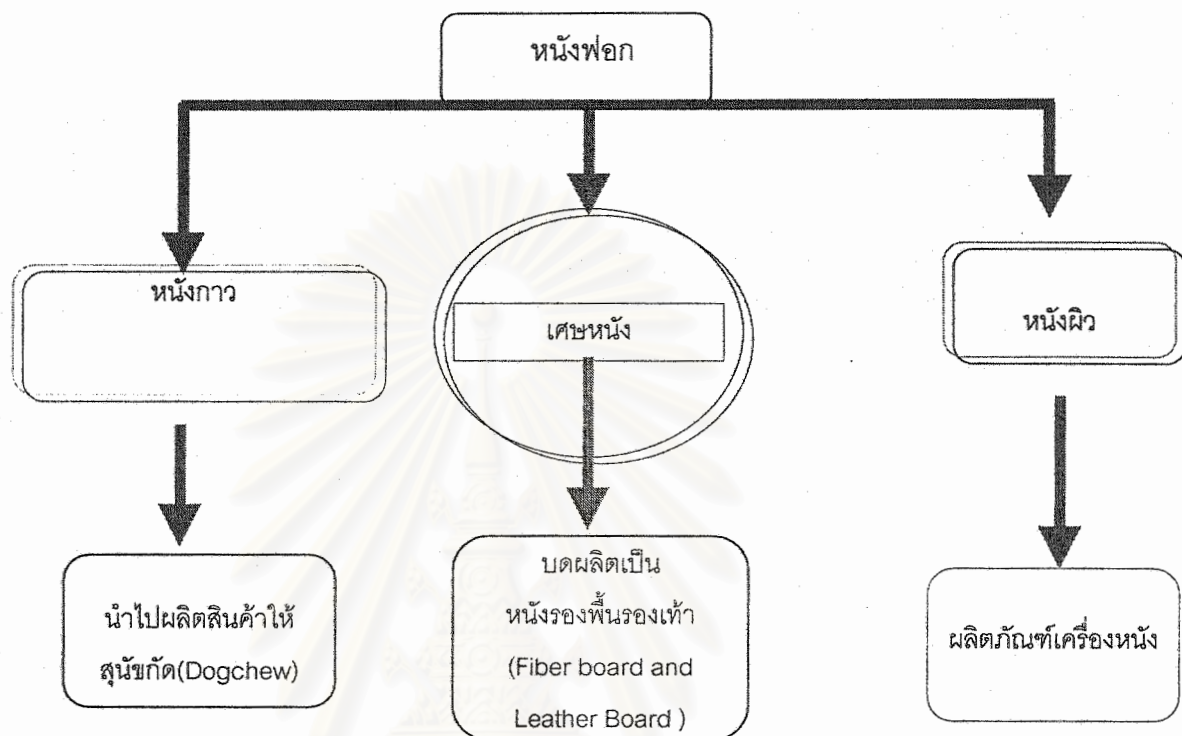 หนังฟอก
หนังกาว
เศษหนัง
หนังผิว
นำไปผลิตสินค้าให้
สุนัขกัด(Dogchew)
บดผลิตเป็น
หนังรองพื้นรองเท้า
(Fiber board and
Leather Board )
ผลิตภัณฑ์เครื่องหนัง